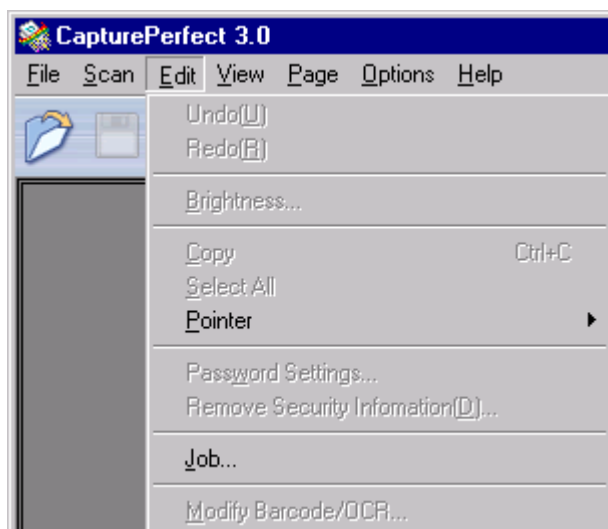 CapturePerfect 3.0
File Scan Edit View Page Options Help
Undo(U)
Redo(R)
Brightness...
Copy Ctrl+C
Select All
Pointer
Password Settings...
Remove Security Infomation(D)...
Job...
Modify Barcode/OCR...